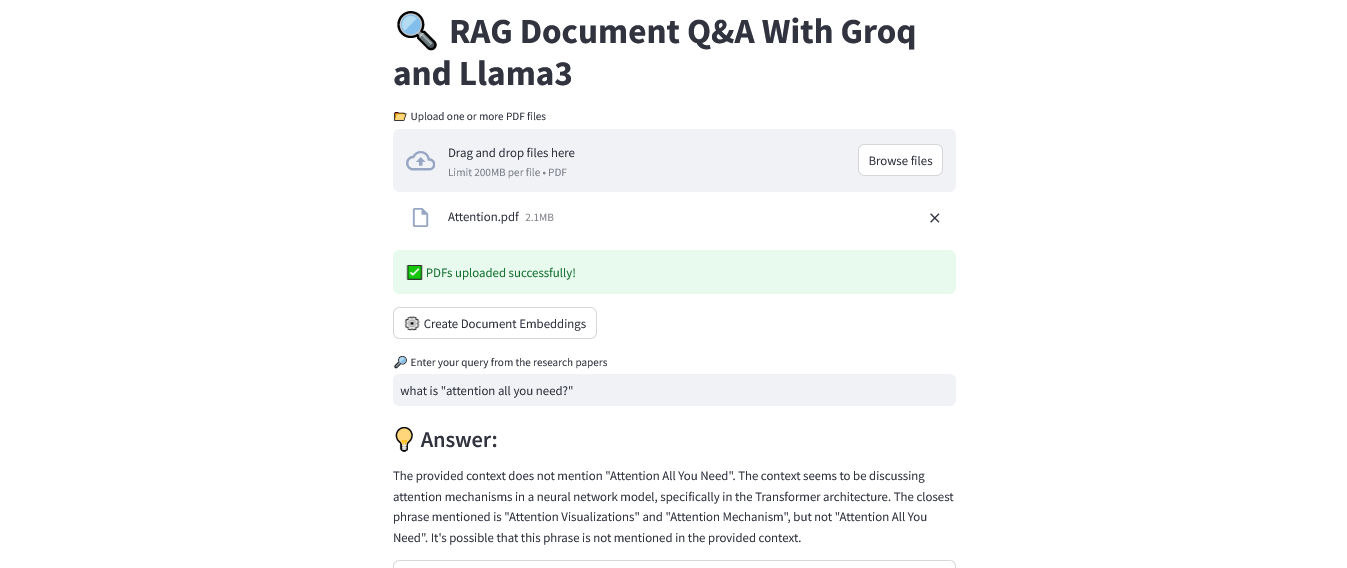 🔍 RAG Document Q&A With Groq
and Llama3
📂 Upload one or more PDF files
Drag and drop files here
Limit 200MB per file • PDF
Browse files
Attention.pdf 2.1MB
✅ PDFs uploaded successfully!
Create Document Embeddings
🔎 Enter your query from the research papers
what is "attention all you need?"
💡 Answer:
The provided context does not mention "Attention All You Need". The context seems to be discussing
attention mechanisms in a neural network model, specifically in the Transformer architecture. The closest
phrase mentioned is "Attention Visualizations" and "Attention Mechanism", but not "Attention All You
Need". It's possible that this phrase is not mentioned in the provided context.